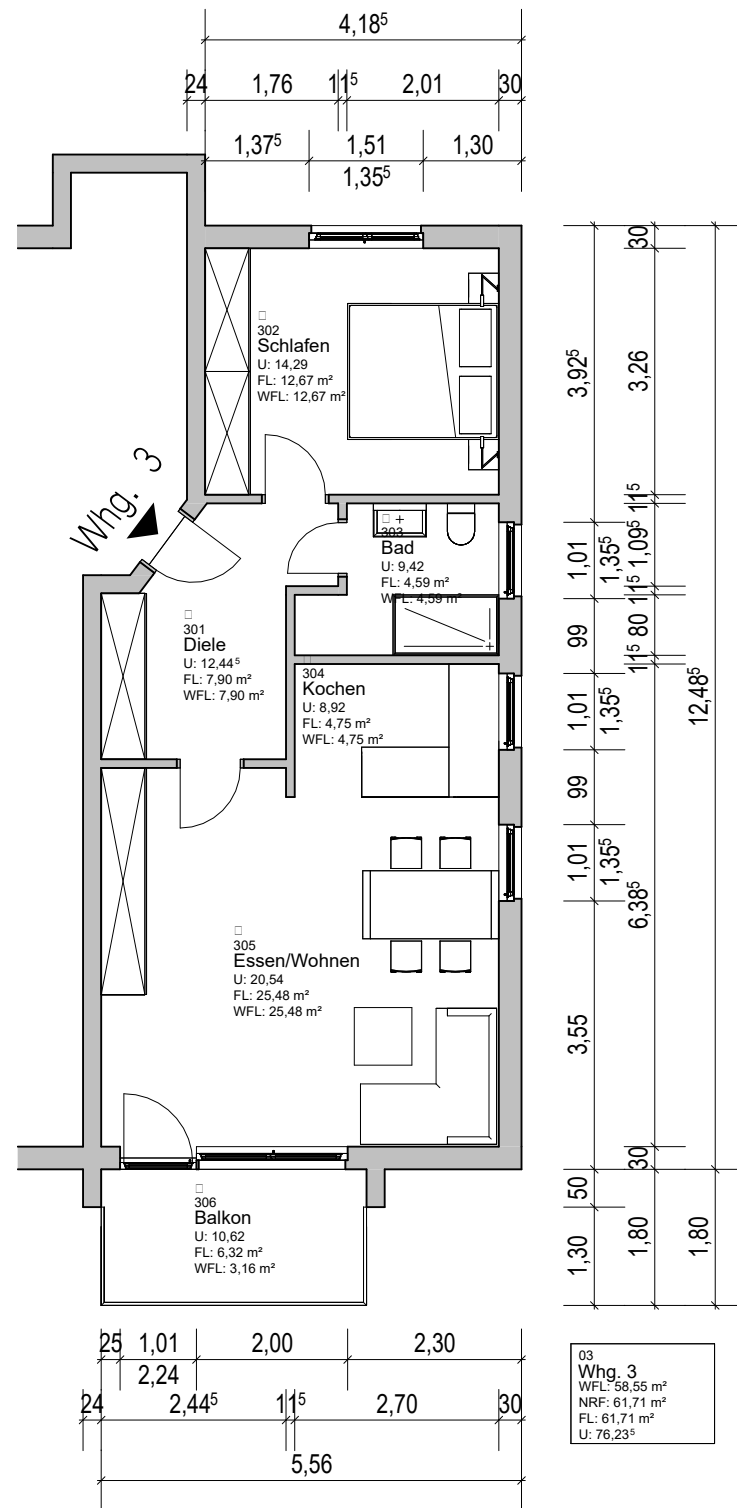 4,18⁵
24 1,76 11⁵ 2,01 30
1,37⁵ 1,51 1,30
1,35⁵
302
Schlafen
U: 14,29
FL: 12,67 m²
WFL: 12,67 m²
Whg. 3
303
Bad
U: 9,42
FL: 4,59 m²
WFL: 4,59 m²
301
Diele
U: 12,44⁵
FL: 7,90 m²
WFL: 7,90 m²
304
Kochen
U: 8,92
FL: 4,75 m²
WFL: 4,75 m²
305
Essen/Wohnen
U: 20,54
FL: 25,48 m²
WFL: 25,48 m²
306
Balkon
U: 10,62
FL: 6,32 m²
WFL: 3,16 m²
3,92⁵
1,01
1,35⁵
99
1,01
1,35⁵
99
1,01
1,35⁵
3,55
50
1,30
30
3,26
11⁵
1,09⁵
11⁵
80
11⁵
6,38⁵
30
1,80
12,48⁵
1,80
25 1,01 2,00 2,30
2,24
24 2,44⁵ 11⁵ 2,70 30
5,56
03
Whg. 3
WFL: 58,55 m²
NRF: 61,71 m²
FL: 61,71 m²
U: 76,23⁵